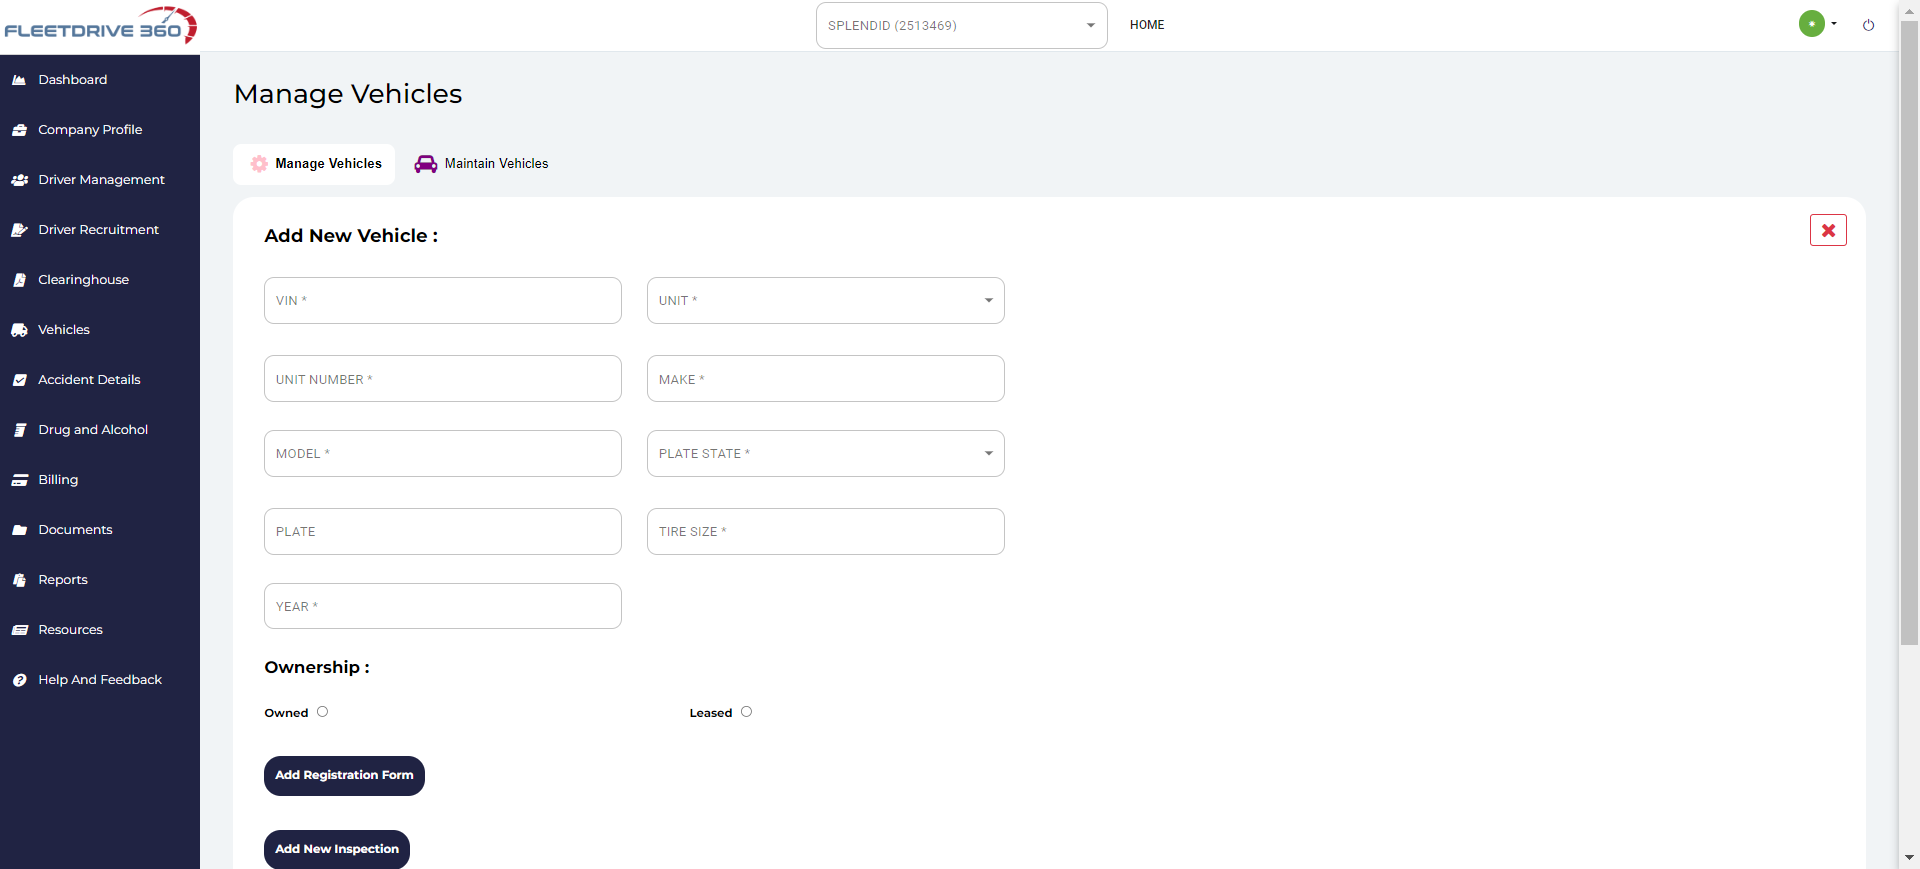 FLEETDRIVE 360
SPLENDID (2513469)
HOME
Dashboard
Company Profile
Driver Management
Driver Recruitment
Clearinghouse
Vehicles
Accident Details
Drug and Alcohol
Billing
Documents
Reports
Resources
Help And Feedback
Manage Vehicles
Manage Vehicles
Maintain Vehicles
Add New Vehicle :
VIN *
UNIT *
UNIT NUMBER *
MAKE *
MODEL *
PLATE STATE *
PLATE
TIRE SIZE *
YEAR *
Ownership :
Owned
Leased
Add Registration Form
Add New Inspection